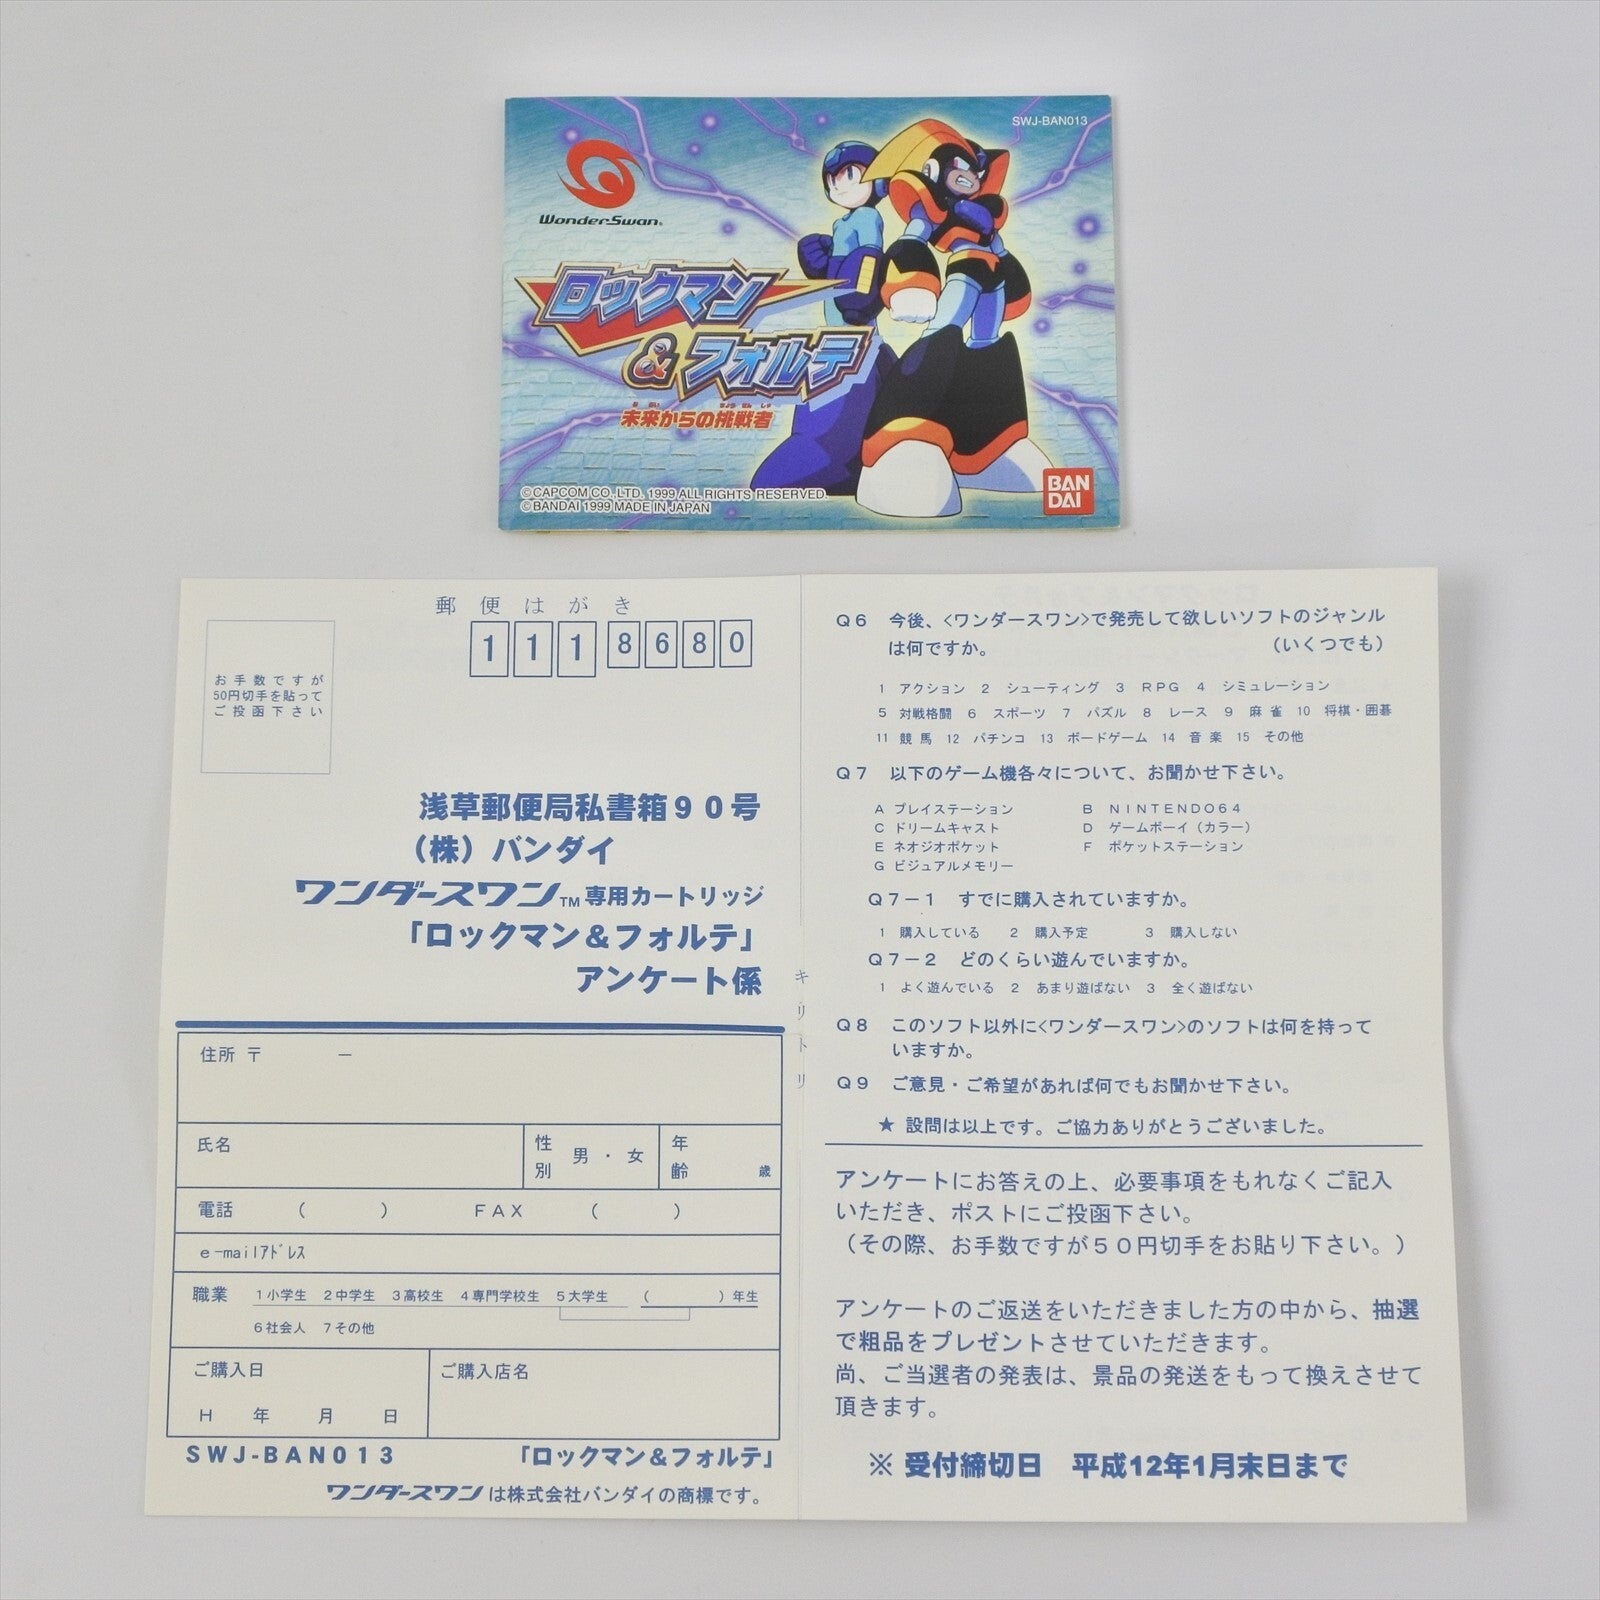 SWJ-BAN013
WonderSwan
ロックマン
&フォルテ
みらい ちょうせんしゃ
未来からの挑戦者
©CAPCOM CO., LTD. 1999 ALL RIGHTS RESERVED.
©BANDAI 1999 MADE IN JAPAN
BAN
DAI
郵便はがき
1118680
お手数ですが
50円切手を貼って
ご投函下さい
浅草郵便局私書箱90号
(株)バンダイ
ワンダースワン™専用カートリッジ
「ロックマン&フォルテ」
アンケート係
キリトリ
住所 〒 －
氏名 性別 男・女 年齢 歳
電話 ( ) FAX ( )
e-mailアドレス
職業 1小学生 2中学生 3高校生 4専門学校生 5大学生 ( )年生
6社会人 7その他
ご購入日 ご購入店名
H 年 月 日
SWJ-BAN013 「ロックマン&フォルテ」
ワンダースワンは株式会社バンダイの商標です。
Q6 今後、<ワンダースワン>で発売して欲しいソフトのジャンル
は何ですか。 (いくつでも)
1 アクション 2 シューティング 3 RPG 4 シミュレーション
5 対戦格闘 6 スポーツ 7 パズル 8 レース 9 麻雀 10 将棋・囲碁
11 競馬 12 パチンコ 13 ボードゲーム 14 音楽 15 その他
Q7 以下のゲーム機各々について、お聞かせ下さい。
A プレイステーション B NINTENDO64
C ドリームキャスト D ゲームボーイ(カラー)
E ネオジオポケット F ポケットステーション
G ビジュアルメモリー
Q7-1 すでに購入されていますか。
1 購入している 2 購入予定 3 購入しない
Q7-2 どのくらい遊んでいますか。
1 よく遊んでいる 2 あまり遊ばない 3 全く遊ばない
Q8 このソフト以外に<ワンダースワン>のソフトは何を持って
いますか。
Q9 ご意見・ご希望があれば何でもお聞かせ下さい。
★ 設問は以上です。ご協力ありがとうございました。
アンケートにお答えの上、必要事項をもれなくご記入
いただき、ポストにご投函下さい。
(その際、お手数ですが50円切手をお貼り下さい。)
アンケートのご返送をいただきました方の中から、抽選
で粗品をプレゼントさせていただきます。
尚、ご当選者の発表は、景品の発送をもって換えさせて
頂きます。
※ 受付締切日 平成12年1月末日まで